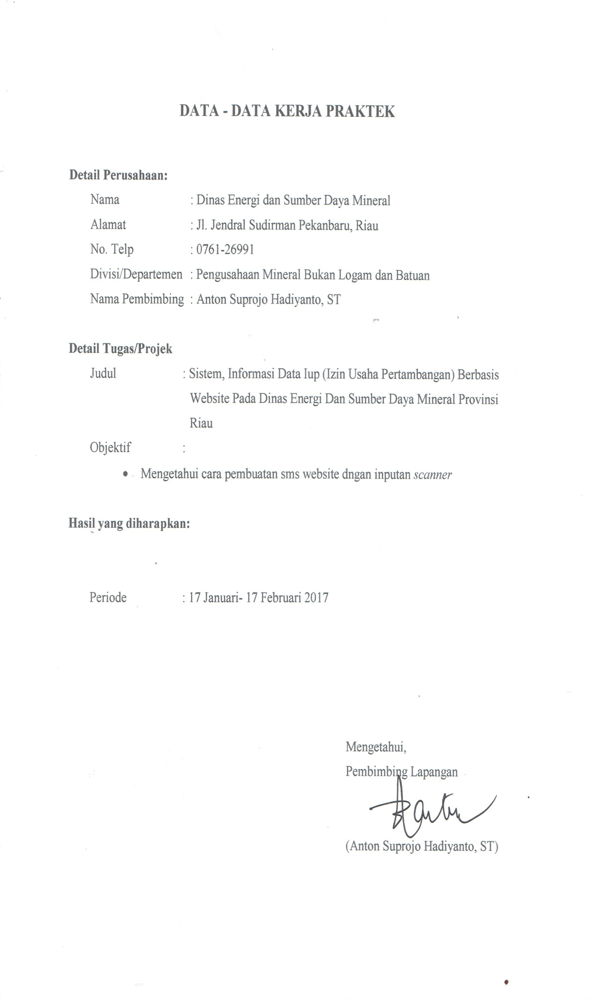 DATA - DATA KERJA PRAKTEK
Detail Perusahaan:
Nama : Dinas Energi dan Sumber Daya Mineral
Alamat : Jl. Jendral Sudirman Pekanbaru, Riau
No. Telp : 0761-26991
Divisi/Departemen : Pengusahaan Mineral Bukan Logam dan Batuan
Nama Pembimbing : Anton Suprojo Hadiyanto, ST
Detail Tugas/Projek
Judul : Sistem, Informasi Data Iup (Izin Usaha Pertambangan) Berbasis
Website Pada Dinas Energi Dan Sumber Daya Mineral Provinsi
Riau
Objektif :
• Mengetahui cara pembuatan sms website dngan inputan scanner
Hasil yang diharapkan:
Periode : 17 Januari- 17 Februari 2017
Mengetahui,
Pembimbing Lapangan
(Anton Suprojo Hadiyanto, ST)